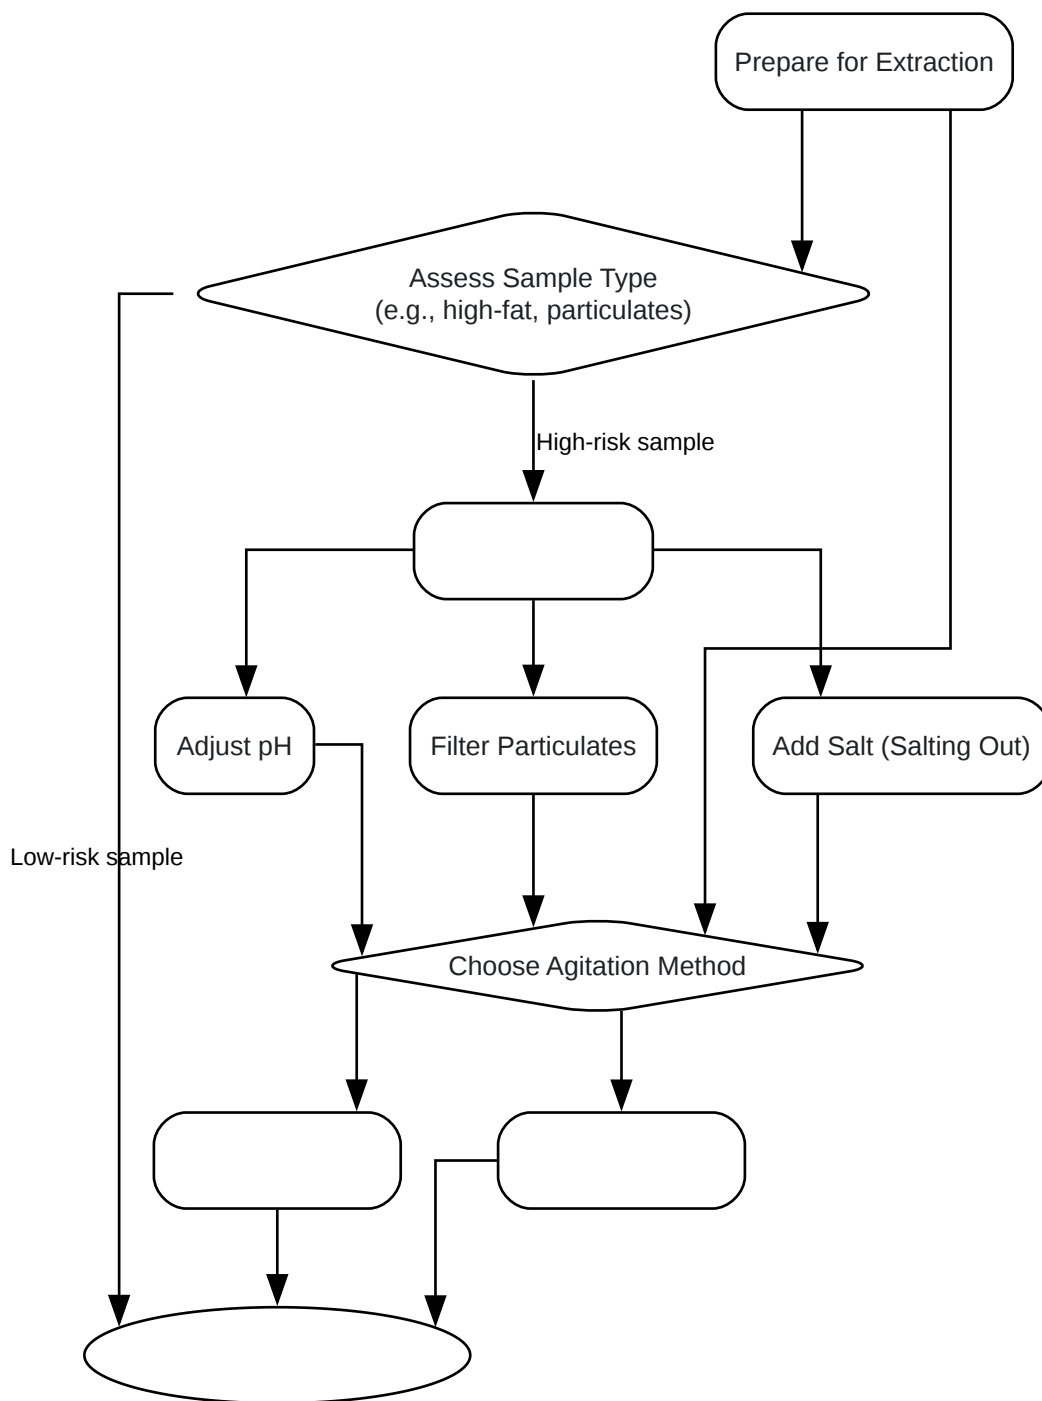 Prepare for Extraction
Assess Sample Type
(e.g., high-fat, particulates)
High-risk sample
Adjust pH
Filter Particulates
Add Salt (Salting Out)
Low-risk sample
Choose Agitation Method